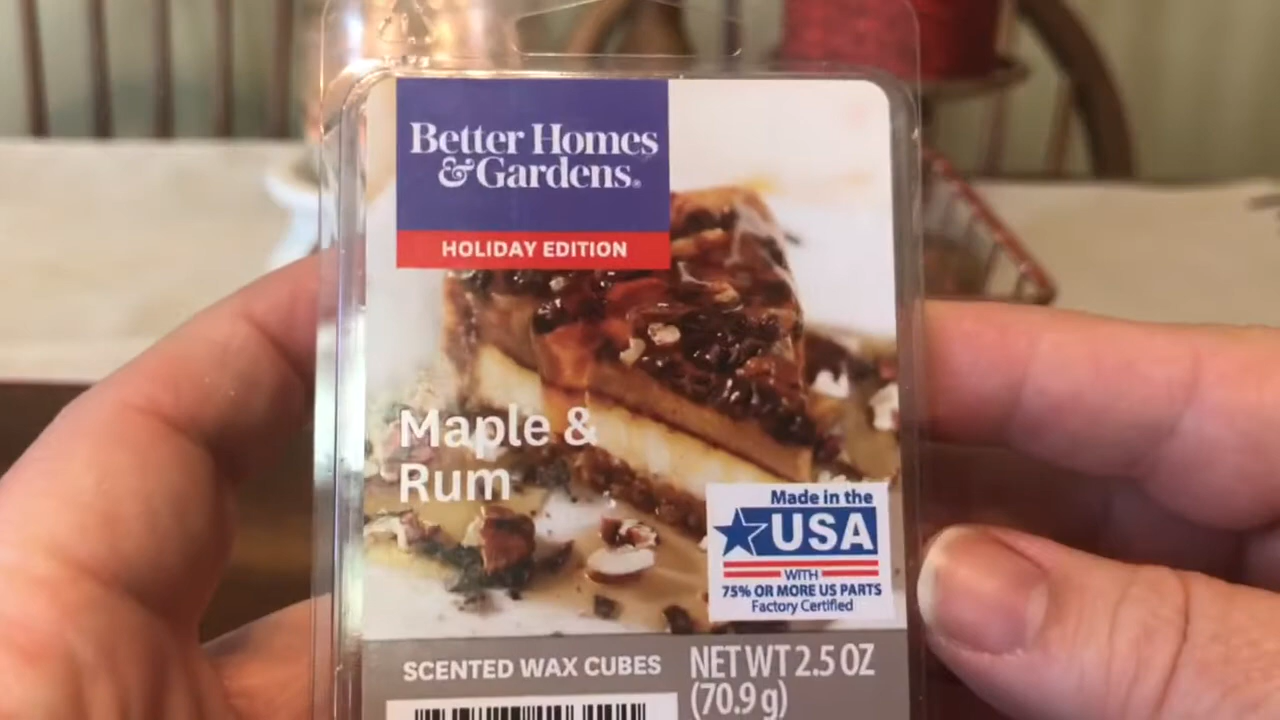 Better Homes
& Gardens®
HOLIDAY EDITION
Maple &
Rum
Made in the
USA
WITH
75% OR MORE US PARTS
Factory Certified
SCENTED WAX CUBES
NET WT 2.5 OZ
(70.9 g)